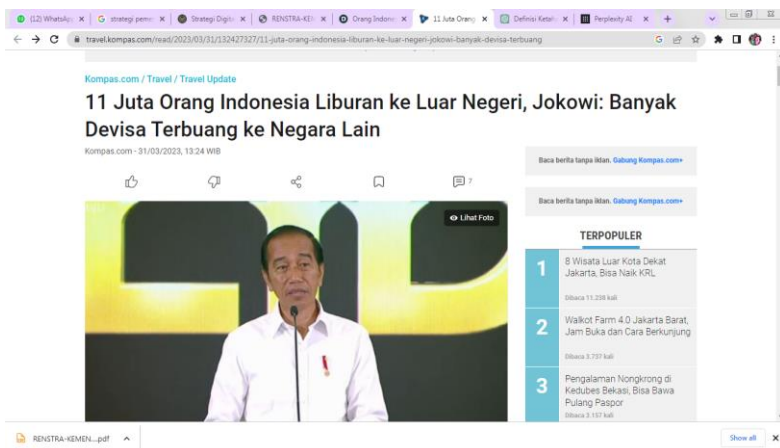 (12) WhatsAp
strategi pemer
Strategi Digit
RENSTRA-KE
Orang Indone
11 Juta Orang
Definisi Ketah
Perplexity AI
travel.kompas.com/read/2023/03/31/132427327/11-juta-orang-indonesia-liburan-ke-luar-negeri-jokowi-banyak-devisa-terbuang
Kompas.com / Travel / Travel Update
11 Juta Orang Indonesia Liburan ke Luar Negeri, Jokowi: Banyak
Devisa Terbuang ke Negara Lain
Kompas.com - 31/03/2023, 13:24 WIB
7
Lihat Foto
Baca berita tanpa iklan. Gabung Kompas.com+
Baca berita tanpa iklan. Gabung Kompas.com+
TERPOPULER
1
8 Wisata Luar Kota Dekat
Jakarta, Bisa Naik KRL
Dibaca 11.238 kali
2
Walkot Farm 4.0 Jakarta Barat,
Jam Buka dan Cara Berkunjung
Dibaca 3.737 kali
3
Pengalaman Nongkrong di
Kedubes Bekasi, Bisa Bawa
Pulang Paspor
Dibaca 3.157 kali
RENSTRA-KEMEN....pdf
Show all